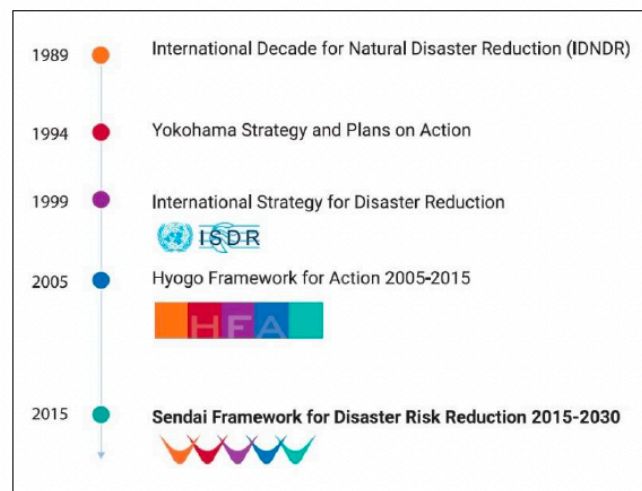 1989 International Decade for Natural Disaster Reduction (IDNDR)
1994 Yokohama Strategy and Plans on Action
1999 International Strategy for Disaster Reduction
ISDR
2005 Hyogo Framework for Action 2005-2015
HFA
2015 Sendai Framework for Disaster Risk Reduction 2015-2030